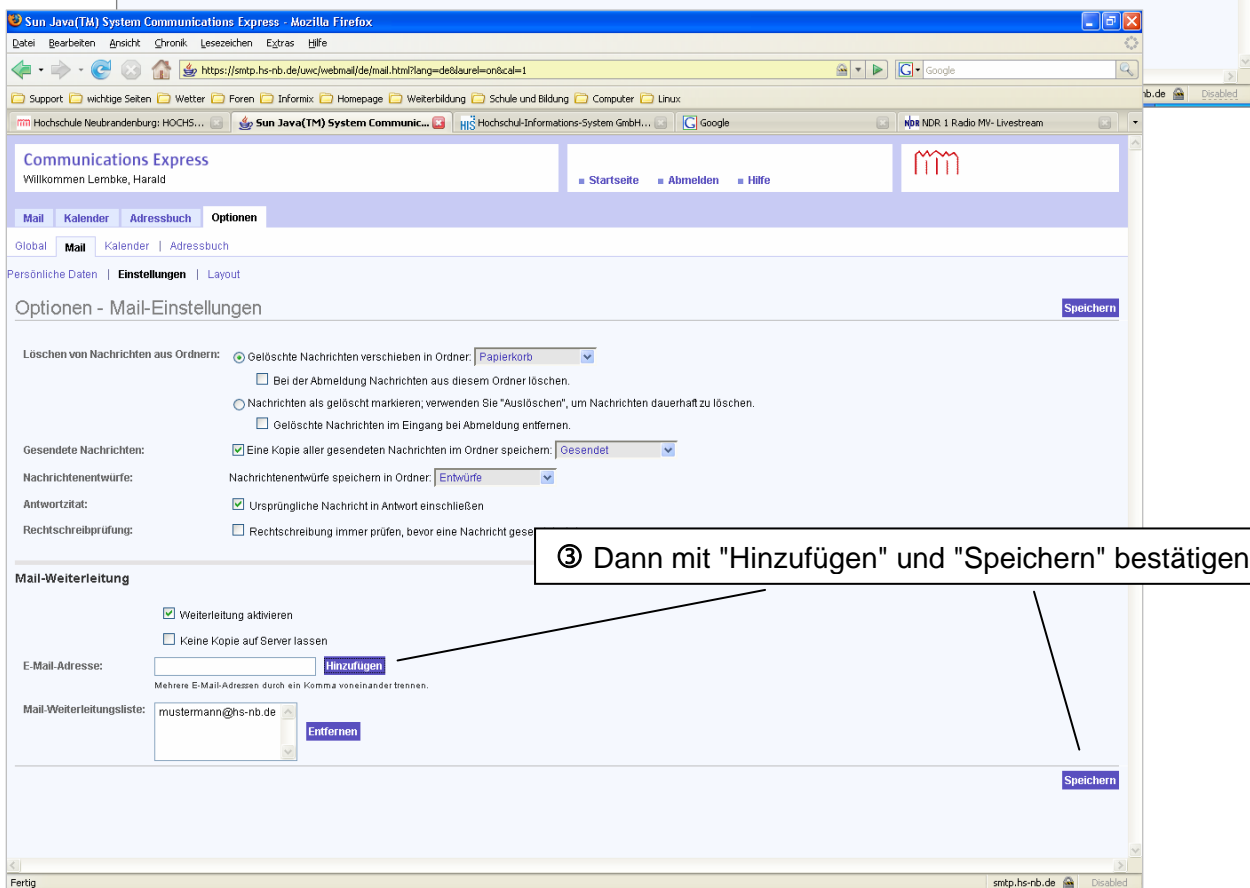 Sun Java(TM) System Communications Express - Mozilla Firefox
Datei Bearbeiten Ansicht Chronik Lesezeichen Extras Hilfe
https://smtp.hs-nb.de/uwc/webmail/de/mail.html?lang=de&laurel=on&cal=1 G Google
Support wichtige Seiten Wetter Foren Informix Homepage Weiterbildung Schule und Bildung Computer Linux
b.de Disabled
Hochschule Neubrandenburg: HOCHS... Sun Java(TM) System Communic... HIS Hochschul-Informations-System GmbH... G Google NDR NDR 1 Radio MV- Livestream
Communications Express
Willkommen Lembke, Harald
Startseite Abmelden Hilfe
Mail Kalender Adressbuch Optionen
Global Mail Kalender | Adressbuch
Persönliche Daten | Einstellungen | Layout
Optionen - Mail-Einstellungen Speichern
Löschen von Nachrichten aus Ordnern: Gelöschte Nachrichten verschieben in Ordner: Papierkorb
Bei der Abmeldung Nachrichten aus diesem Ordner löschen.
Nachrichten als gelöscht markieren; verwenden Sie "Auslöschen", um Nachrichten dauerhaft zu löschen.
Gelöschte Nachrichten im Eingang bei Abmeldung entfernen.
Gesendete Nachrichten: Eine Kopie aller gesendeten Nachrichten im Ordner speichern: Gesendet
Nachrichtenentwürfe: Nachrichtenentwürfe speichern in Ordner: Entwürfe
Antwortzitat: Ursprüngliche Nachricht in Antwort einschließen
Rechtschreibprüfung: Rechtschreibung immer prüfen, bevor eine Nachricht gese
③ Dann mit "Hinzufügen" und "Speichern" bestätigen
Mail-Weiterleitung
Weiterleitung aktivieren
Keine Kopie auf Server lassen
E-Mail-Adresse: Hinzufügen
Mehrere E-Mail-Adressen durch ein Komma voneinander trennen.
Mail-Weiterleitungsliste: mustermann@hs-nb.de
Entfernen
Speichern
Fertig smtp.hs-nb.de Disabled